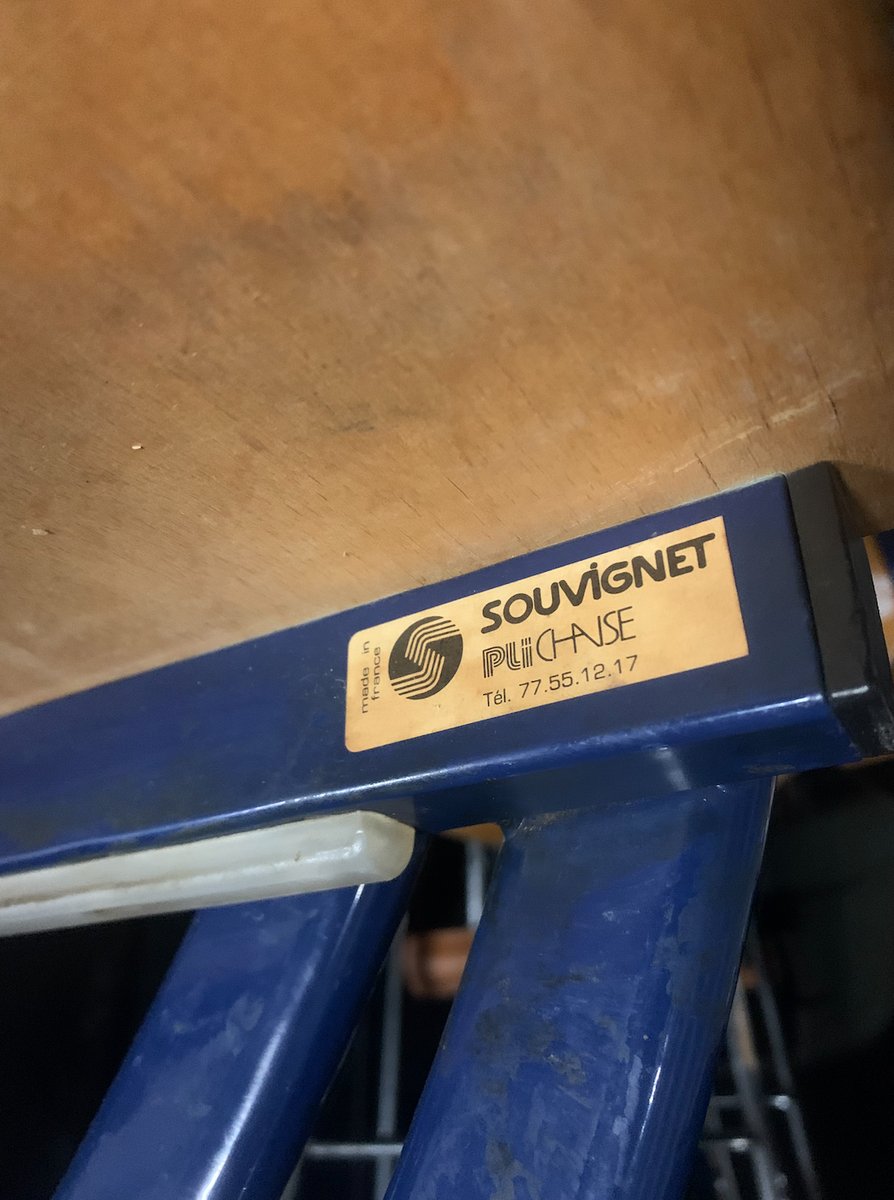 made in
france
SOUViGNET
PLiCHAISE
Tél. 77.55.12.17